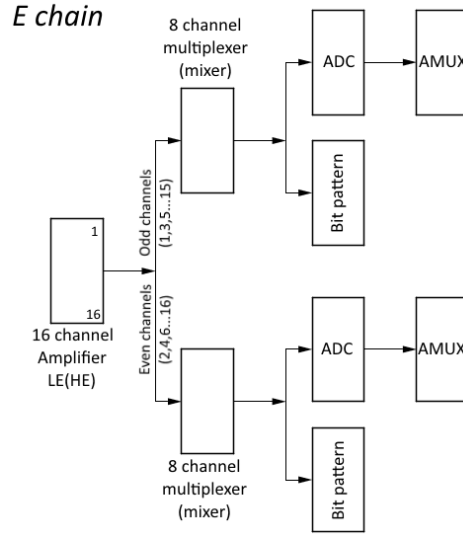 E chain
8 channel
multiplexer
(mixer)
ADC
AMUX
Bit pattern
Odd channels
(1,3,5...15)
1
16
16 channel
Amplifier
LE(HE)
Even channels
(2,4,6...16)
ADC
AMUX
Bit pattern
8 channel
multiplexer
(mixer)